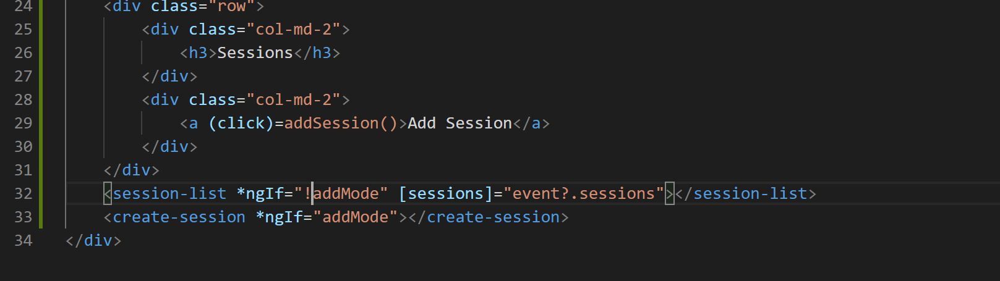 24 <div class="row">
25 <div class="col-md-2">
26 <h3>Sessions</h3>
27 </div>
28 <div class="col-md-2">
29 <a (click)=addSession()>Add Session</a>
30 </div>
31 </div>
32 <session-list *ngIf="!addMode" [sessions]="event?.sessions"></session-list>
33 <create-session *ngIf="addMode"></create-session>
34 </div>